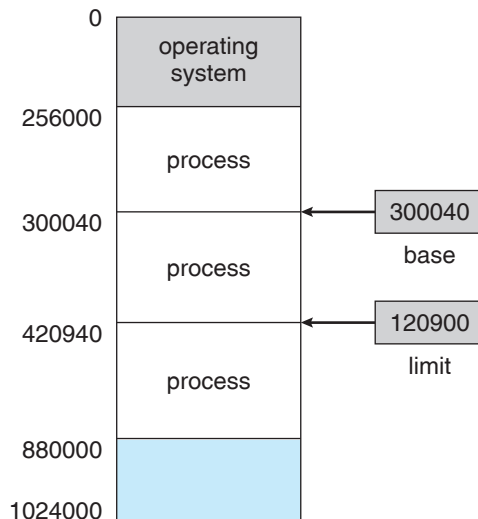 0
operating
system
256000
process
300040
300040
base
process
420940
120900
limit
process
880000
1024000